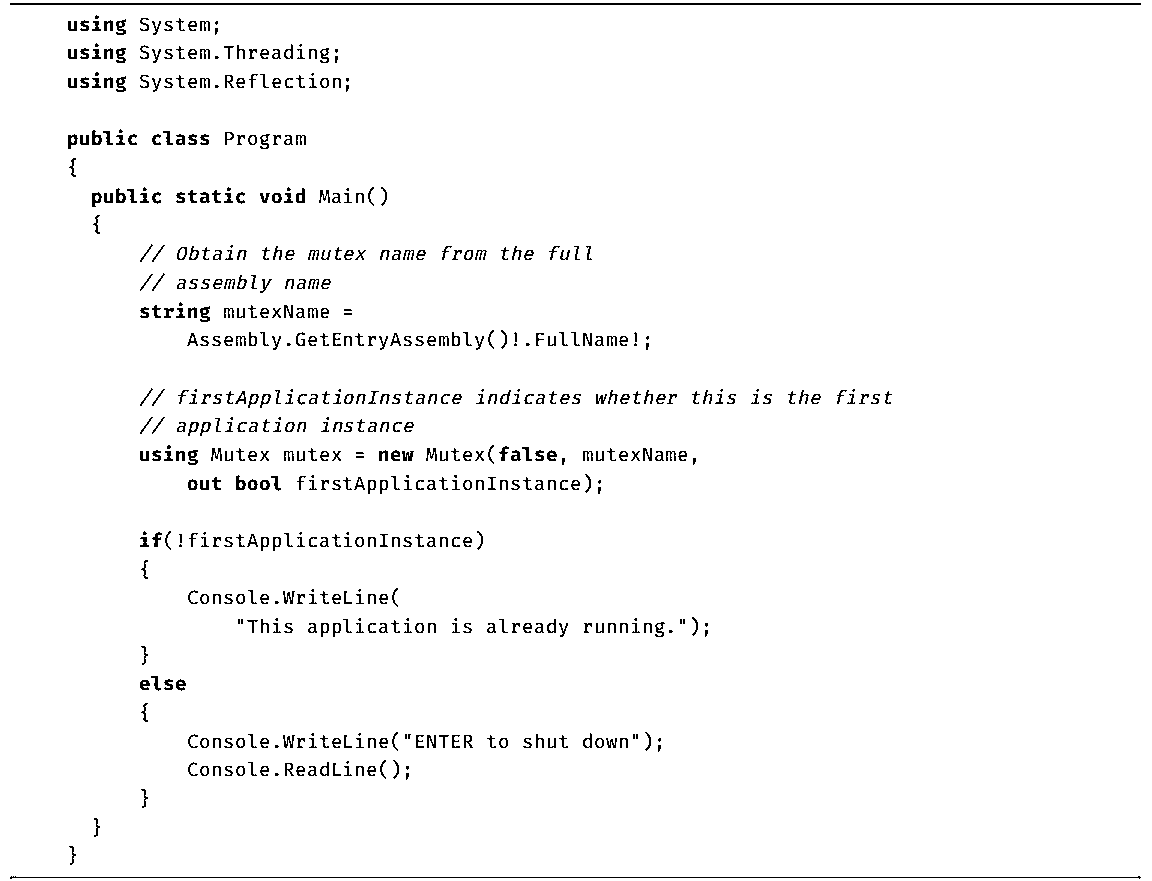 using System;
using System.Threading;
using System.Reflection;

public class Program
{
  public static void Main()
  {
      // Obtain the mutex name from the full
      // assembly name
      string mutexName =
          Assembly.GetEntryAssembly()!.FullName!;

      // firstApplicationInstance indicates whether this is the first
      // application instance
      using Mutex mutex = new Mutex(false, mutexName,
          out bool firstApplicationInstance);

      if(!firstApplicationInstance)
      {
          Console.WriteLine(
              "This application is already running.");
      }
      else
      {
          Console.WriteLine("ENTER to shut down");
          Console.ReadLine();
      }
  }
}